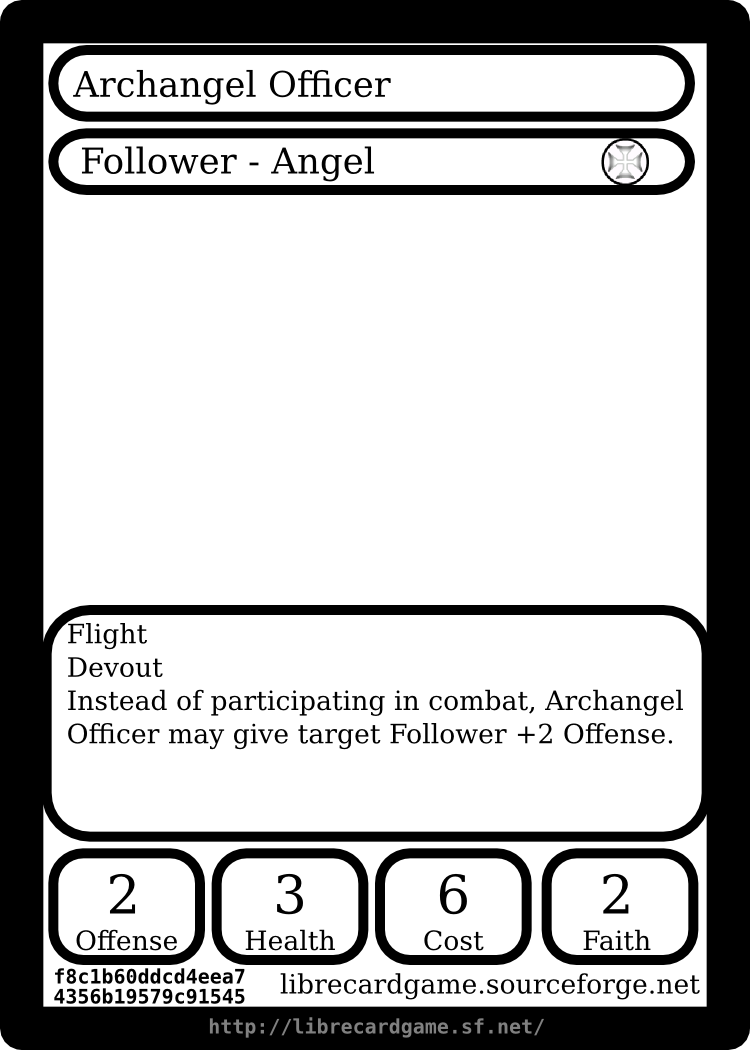 Archangel Officer
Follower - Angel
Flight
Devout
Instead of participating in combat, Archangel
Officer may give target Follower +2 Offense.
2 3 6 2
Offense Health Cost Faith
f8c1b60ddcd4eea7
4356b19579c91545
librecardgame.sourceforge.net
http://librecardgame.sf.net/